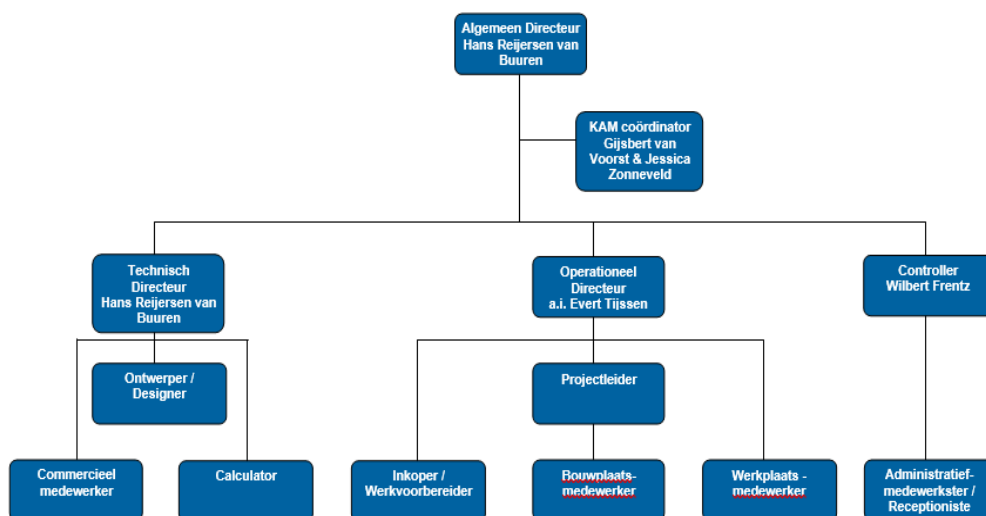 Algemeen Directeur
Hans Reijersen van
Buuren
KAM coördinator
Gijsbert van
Voorst & Jessica
Zonneveld
Technisch
Directeur
Hans Reijersen van
Buuren
Operationeel
Directeur
a.i. Evert Tijssen
Controller
Wilbert Frentz
Ontwerper /
Designer
Projectleider
Commercieel
medewerker
Calculator
Inkoper /
Werkvoorbereider
Bouwplaats-
medewerker
Werkplaats -
medewerker
Administratief-
medewerkster /
Receptioniste